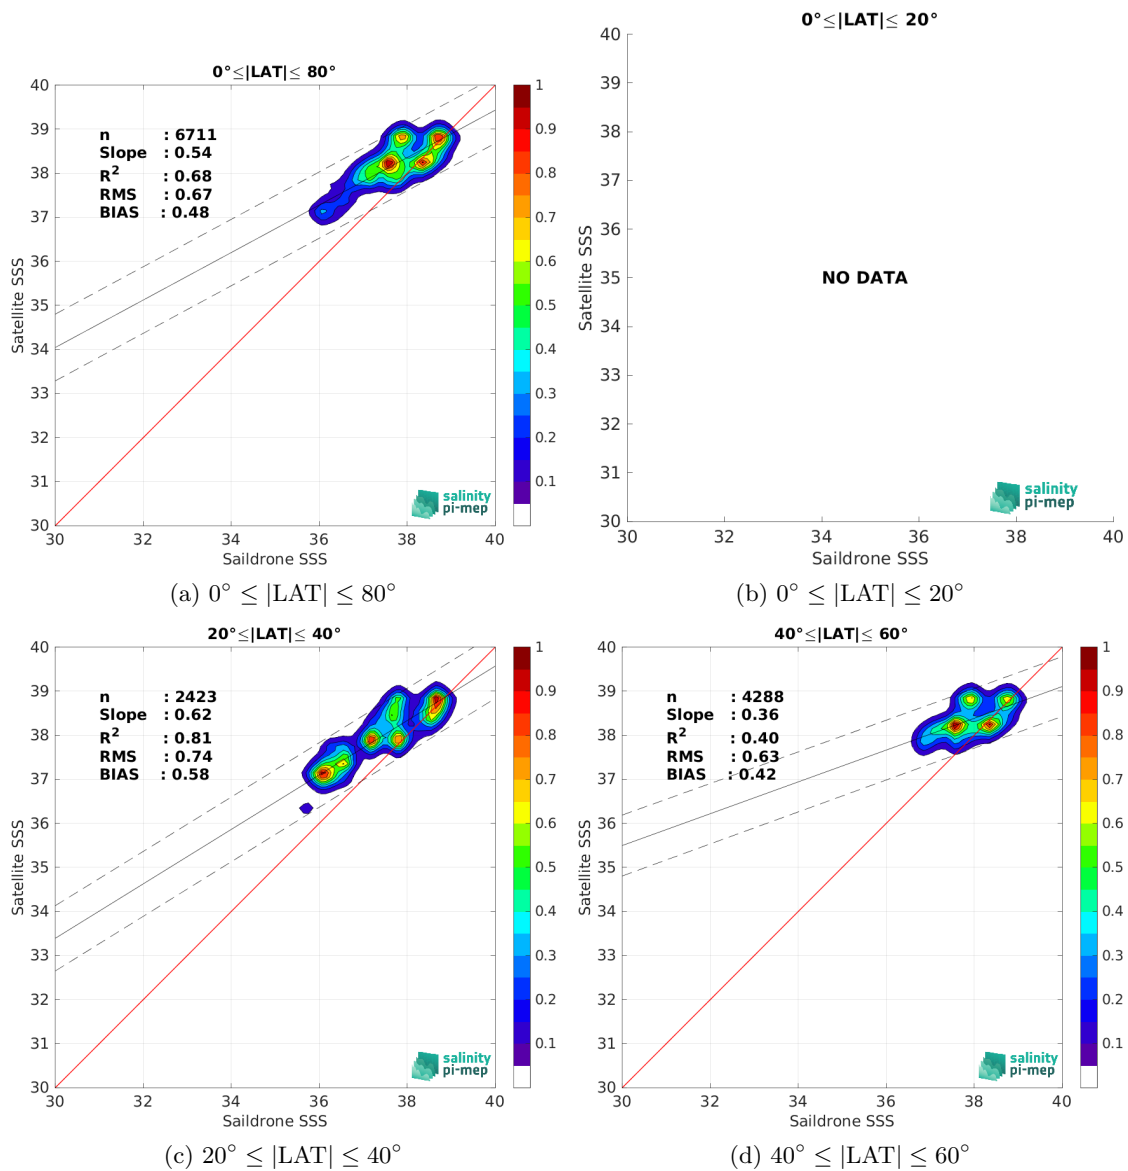 0°≤|LAT|≤ 80°
40
39
38
37
36
35
34
33
32
31
30
Satellite SSS
n : 6711
Slope : 0.54
R² : 0.68
RMS : 0.67
BIAS : 0.48
salinity
pi-mep
30 32 34 36 38 40
Saildrone SSS
1
0.9
0.8
0.7
0.6
0.5
0.4
0.3
0.2
0.1
(a) 0° ≤ |LAT| ≤ 80°
0°≤|LAT|≤ 20°
40
39
38
37
36
35
34
33
32
31
30
Satellite SSS
NO DATA
salinity
pi-mep
30 32 34 36 38 40
Saildrone SSS
(b) 0° ≤ |LAT| ≤ 20°
20°≤|LAT|≤ 40°
40
39
38
37
36
35
34
33
32
31
30
Satellite SSS
n : 2423
Slope : 0.62
R² : 0.81
RMS : 0.74
BIAS : 0.58
salinity
pi-mep
30 32 34 36 38 40
Saildrone SSS
1
0.9
0.8
0.7
0.6
0.5
0.4
0.3
0.2
0.1
(c) 20° ≤ |LAT| ≤ 40°
40°≤|LAT|≤ 60°
40
39
38
37
36
35
34
33
32
31
30
Satellite SSS
n : 4288
Slope : 0.36
R² : 0.40
RMS : 0.63
BIAS : 0.42
salinity
pi-mep
30 32 34 36 38 40
Saildrone SSS
1
0.9
0.8
0.7
0.6
0.5
0.4
0.3
0.2
0.1
(d) 40° ≤ |LAT| ≤ 60°